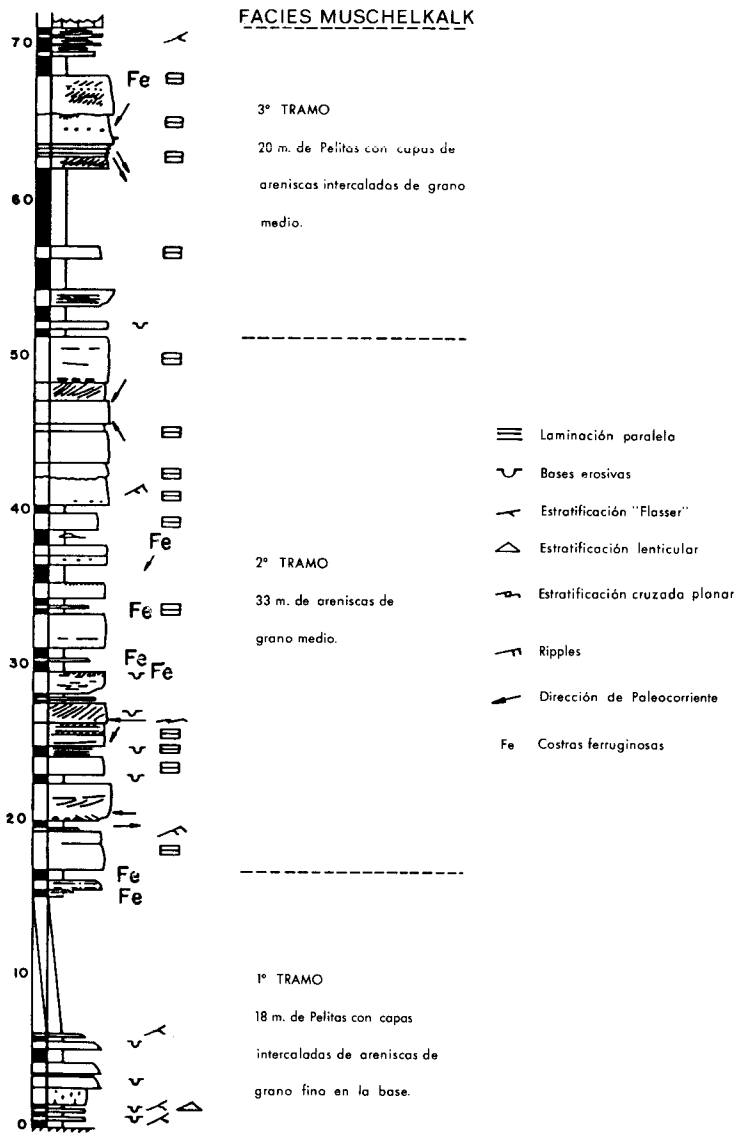 FACIES MUSCHELKALK
70
Fe
3º TRAMO
20 m. de Pelitas con capas de
areniscas intercaladas de grano
medio.
60
50
Laminación paralela
Bases erosivas
Estratificación "Flasser"
Estratificación lenticular
Estratificación cruzada planar
Ripples
Dirección de Paleocorriente
Fe Costras ferruginosas
40
Fe
2º TRAMO
33 m. de areniscas de
grano medio.
Fe
30
Fe
Fe
20
Fe
Fe
10
1º TRAMO
18 m. de Pelitas con capas
intercaladas de areniscas de
grano fino en la base.
0